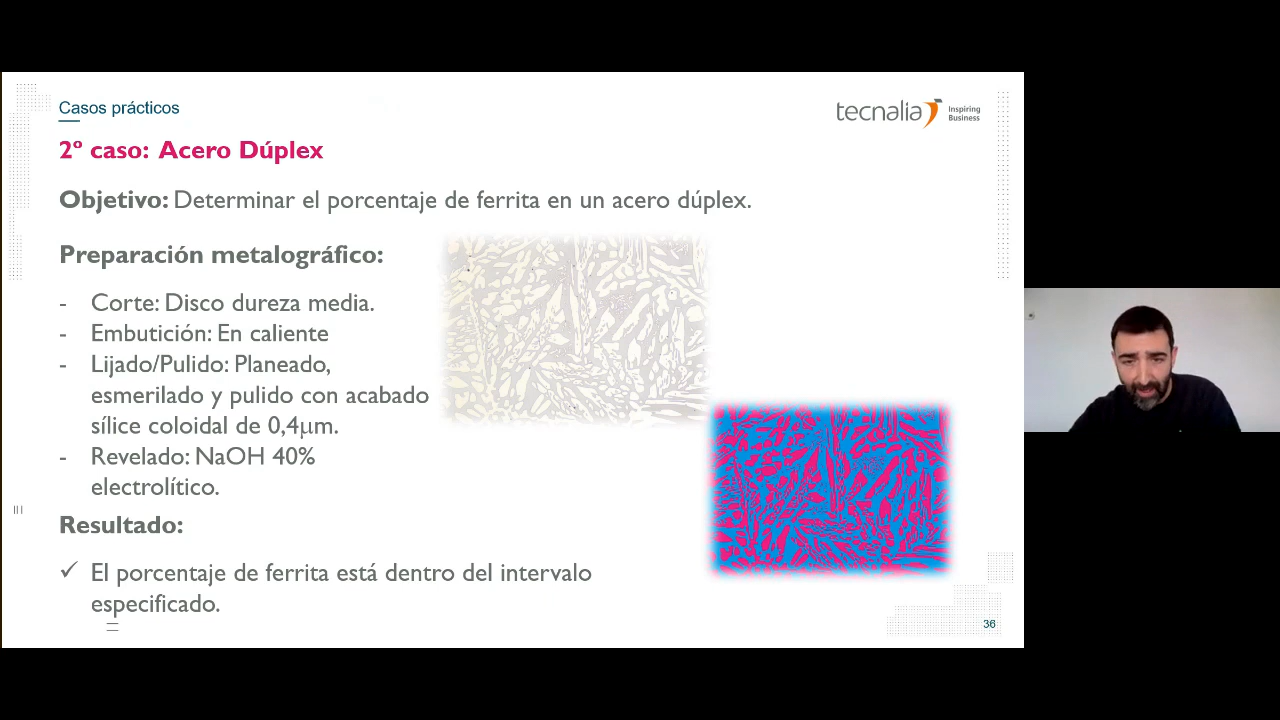 Casos prácticos
tecnalia Inspiring
Business
2º caso: Acero Dúplex
Objetivo: Determinar el porcentaje de ferrita en un acero dúplex.
Preparación metalográfico:
- Corte: Disco dureza media.
- Embutición: En caliente
- Lijado/Pulido: Planeado,
esmerilado y pulido con acabado
sílice coloidal de 0,4µm.
- Revelado: NaOH 40%
electrolítico.
Resultado:
✓ El porcentaje de ferrita está dentro del intervalo
especificado.
36